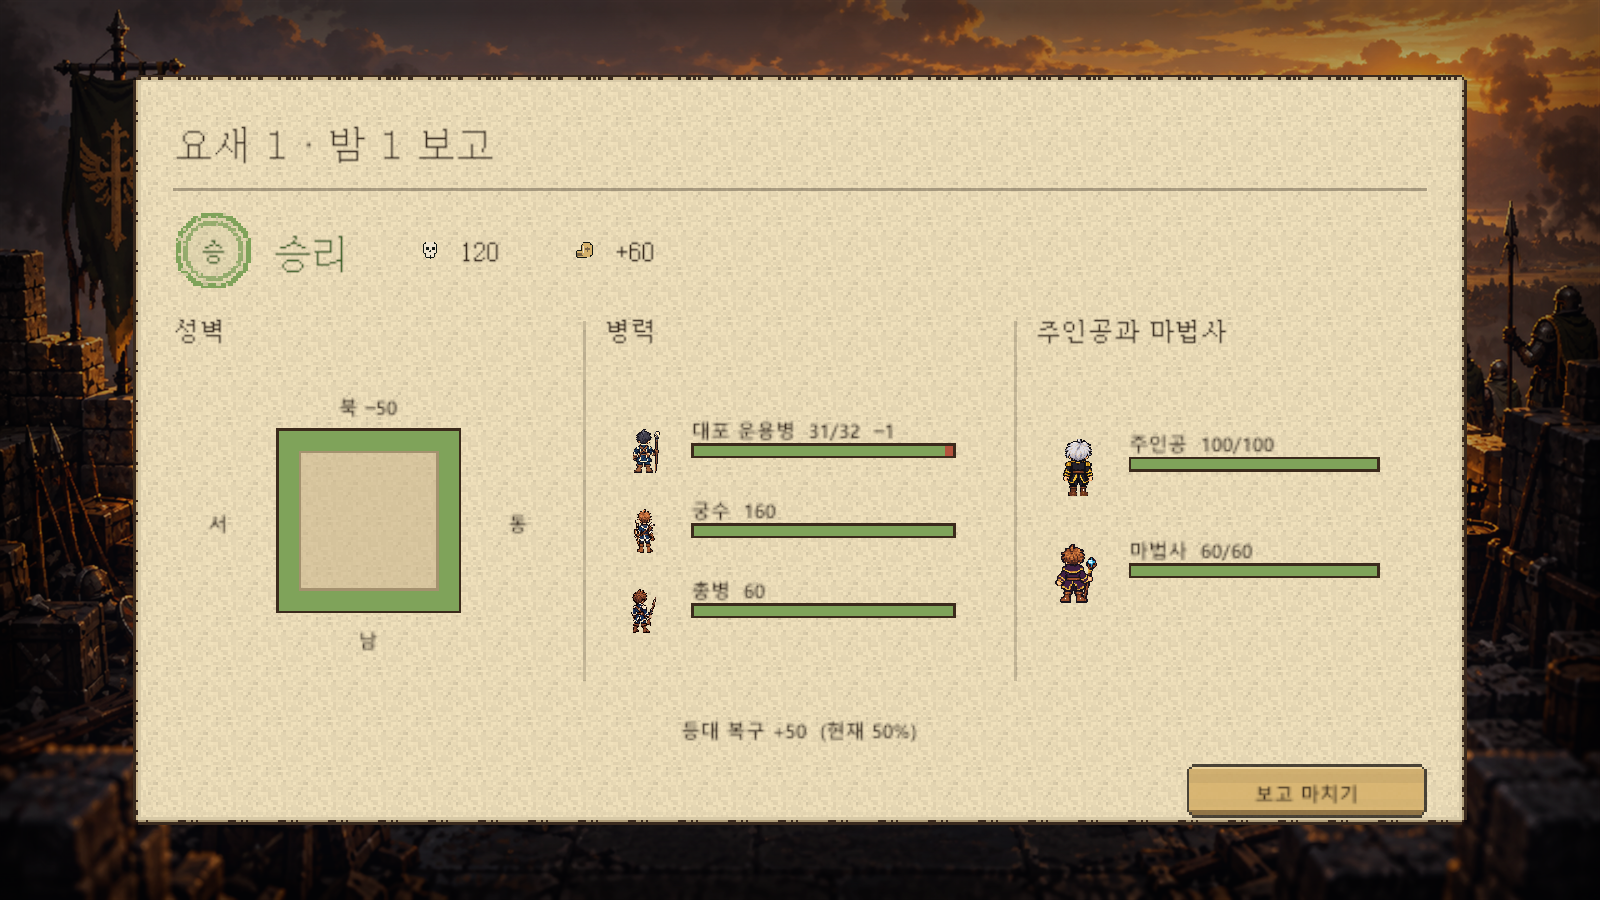 요새 1 · 밤 1 보고
승 승리 120 +60
성벽
북 -50
서
동
남
병력
대포 운용병 31/32 -1
궁수 160
총병 60
주인공과 마법사
주인공 100/100
마법사 60/60
등대 복구 +50 (현재 50%)
보고 마치기